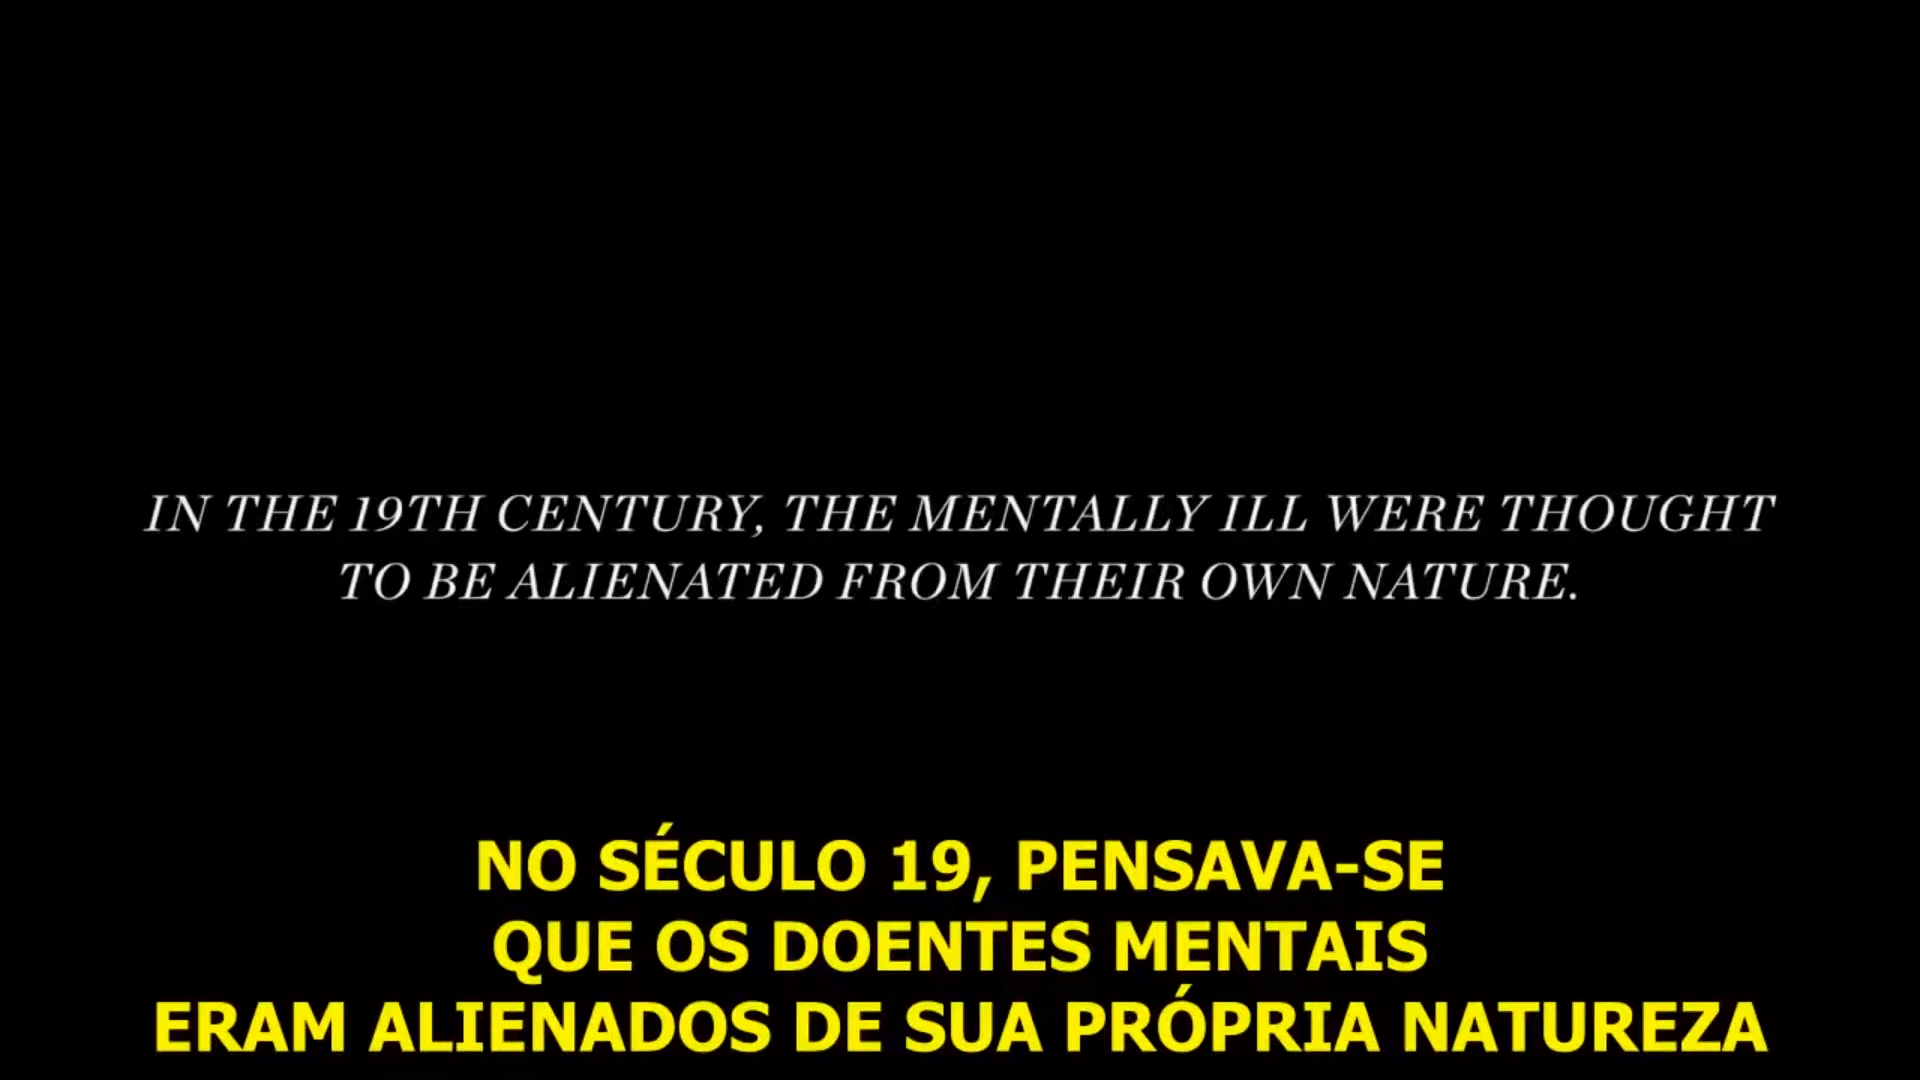 IN THE 19TH CENTURY, THE MENTALLY ILL WERE THOUGHT
TO BE ALIENATED FROM THEIR OWN NATURE.
NO SÉCULO 19, PENSAVA-SE
QUE OS DOENTES MENTAIS
ERAM ALIENADOS DE SUA PRÓPRIA NATUREZA